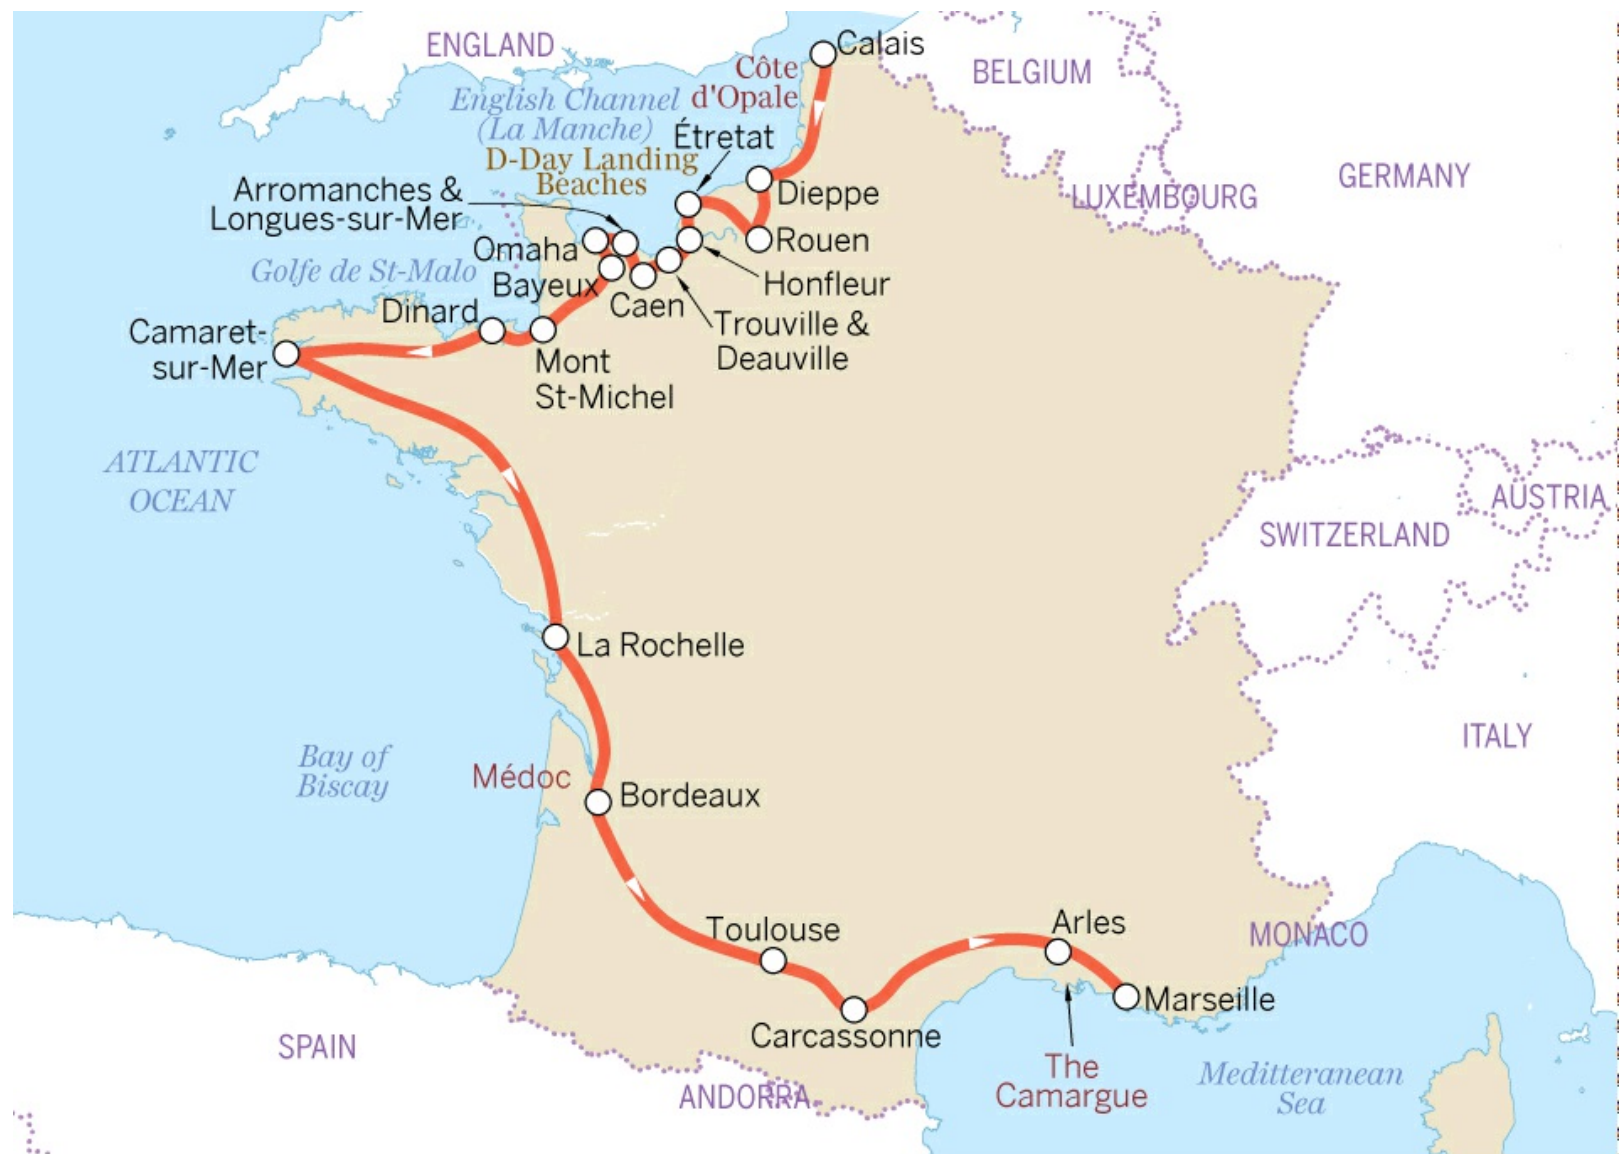 ENGLAND
Calais
BELGIUM
Côte
d'Opale
English Channel
(La Manche)
Étretat
D-Day Landing
Beaches
GERMANY
LUXEMBOURG
Arromanches &
Longues-sur-Mer
Dieppe
Omaha
Rouen
Golfe de St-Malo
Bayeux
Honfleur
Dinard
Caen
Trouville &
Deauville
Camaret-
sur-Mer
Mont
St-Michel
ATLANTIC
OCEAN
AUSTRIA
SWITZERLAND
La Rochelle
ITALY
Bay of
Biscay
Médoc
Bordeaux
Toulouse
Arles
MONACO
Marseille
Carcassonne
SPAIN
The
Camargue
Meditteranean
Sea
ANDORRA